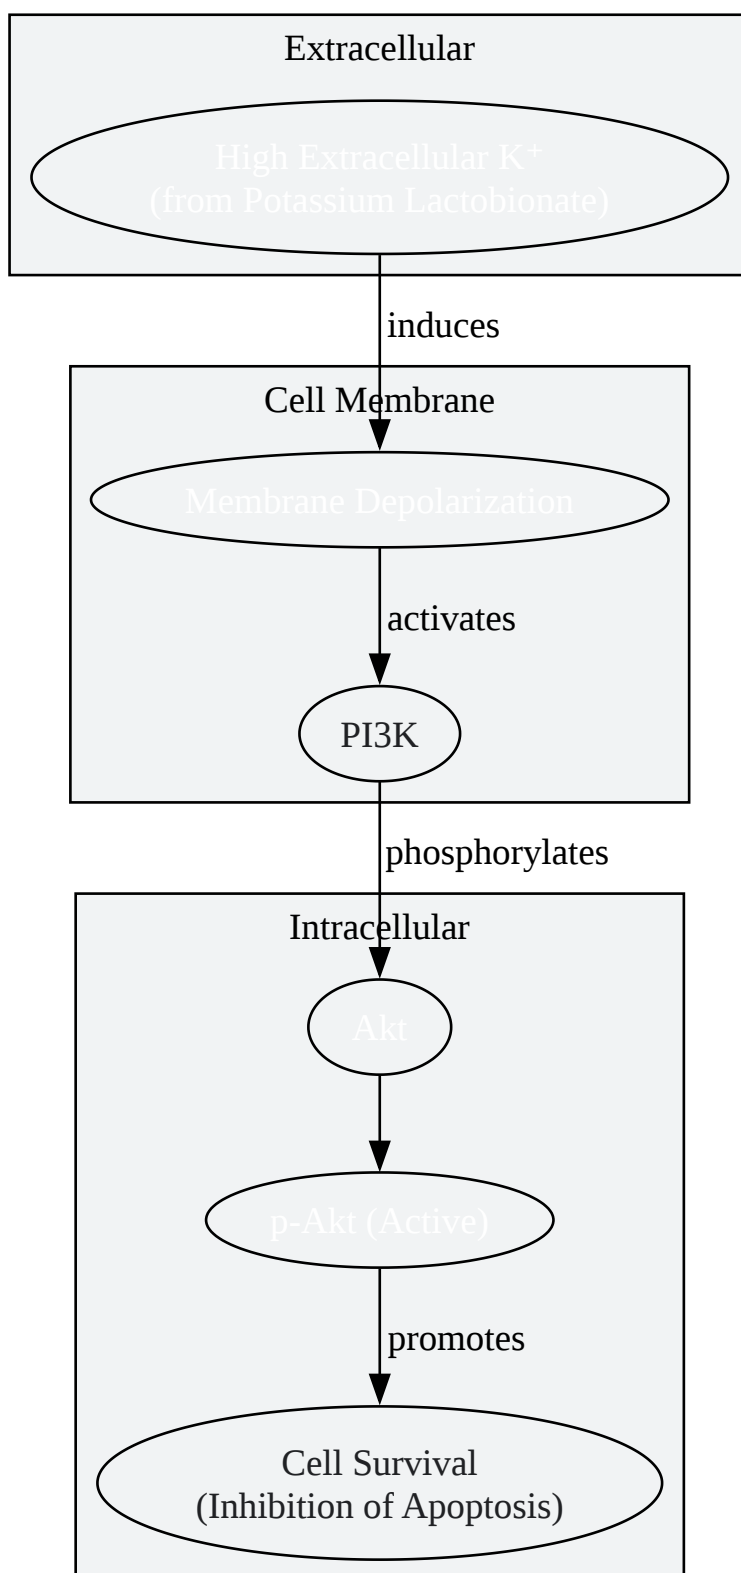 Extracellular
High Extracellular K⁺
(from Potassium Lactobionate)
induces
Cell Membrane
Membrane Depolarization
activates
PI3K
phosphorylates
Intracellular
Akt
p-Akt (Active)
promotes
Cell Survival
(Inhibition of Apoptosis)